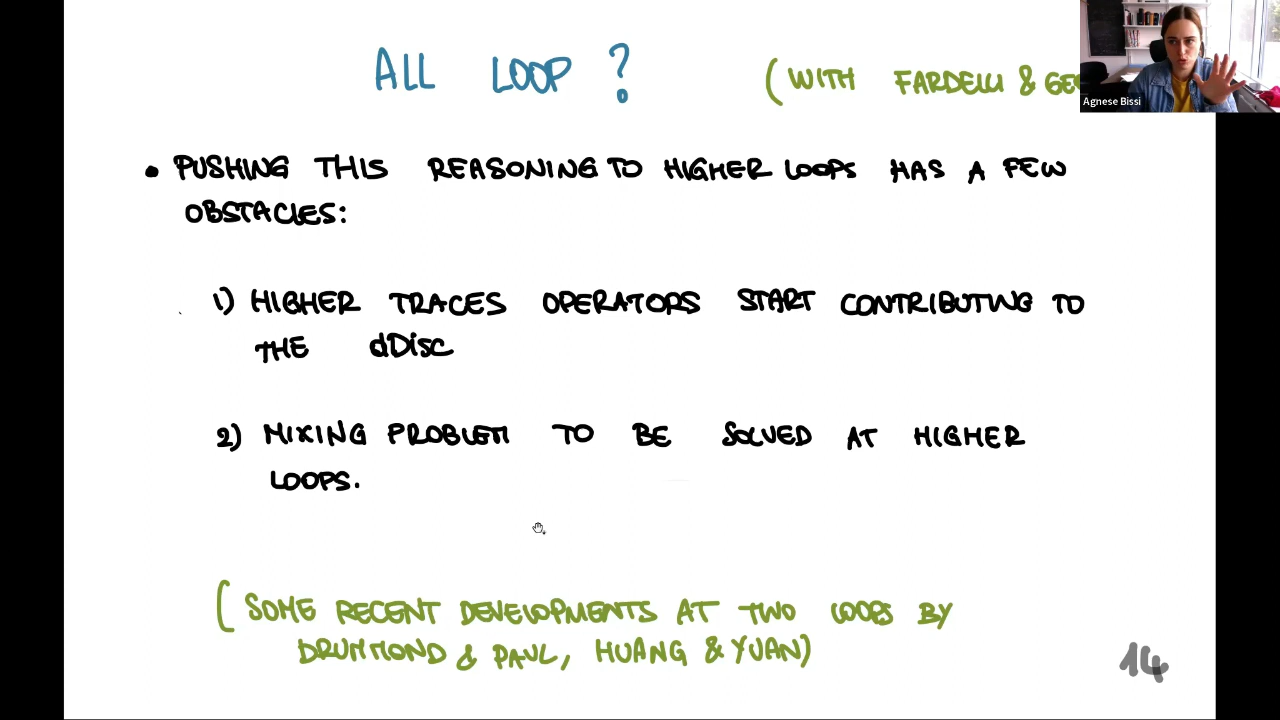 ALL LOOP ?
(WITH FARDELLI &
Agnese Bissi
• PUSHING THIS REASONING TO HIGHER LOOPS HAS A FEW
OBSTACLES:
1) HIGHER TRACES OPERATORS START CONTRIBUTING TO
THE dDisc
2) MIXING PROBLEM TO BE SOLVED AT HIGHER
LOOPS.
(SOME RECENT DEVELOPMENTS AT TWO LOOPS BY
DRUMMOND & PAUL, HUANG & YUAN)
14